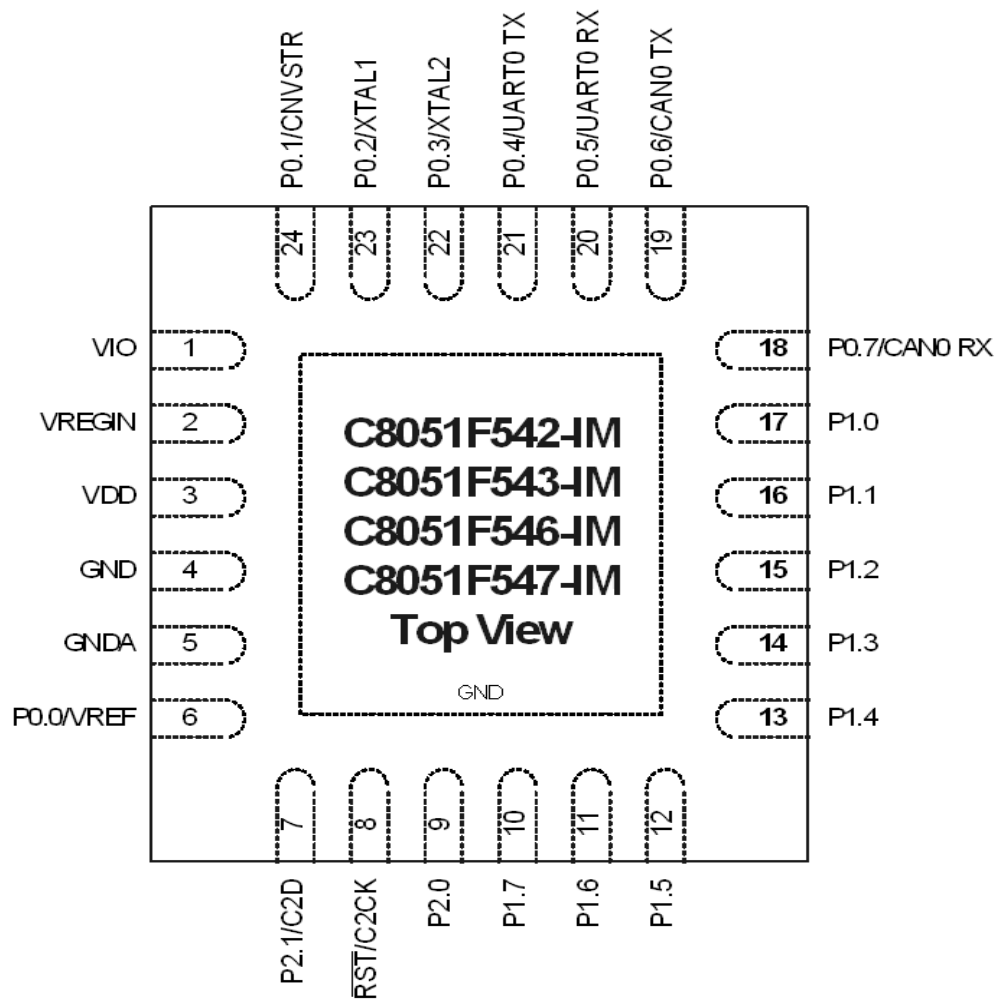 P0.1/CNVSTR
P0.2/XTAL1
P0.3/XTAL2
P0.4/UART0 TX
P0.5/UART0 RX
P0.6/CAN0 TX
24
23
22
21
20
19
VIO 1
VREGIN 2
VDD 3
GND 4
GNDA 5
P0.0/VREF 6
C8051F542-IM
C8051F543-IM
C8051F546-IM
C8051F547-IM
Top View
GND
18 P0.7/CAN0 RX
17 P1.0
16 P1.1
15 P1.2
14 P1.3
13 P1.4
7
8
9
10
11
12
P2.1/C2D
RST/C2CK
P2.0
P1.7
P1.6
P1.5